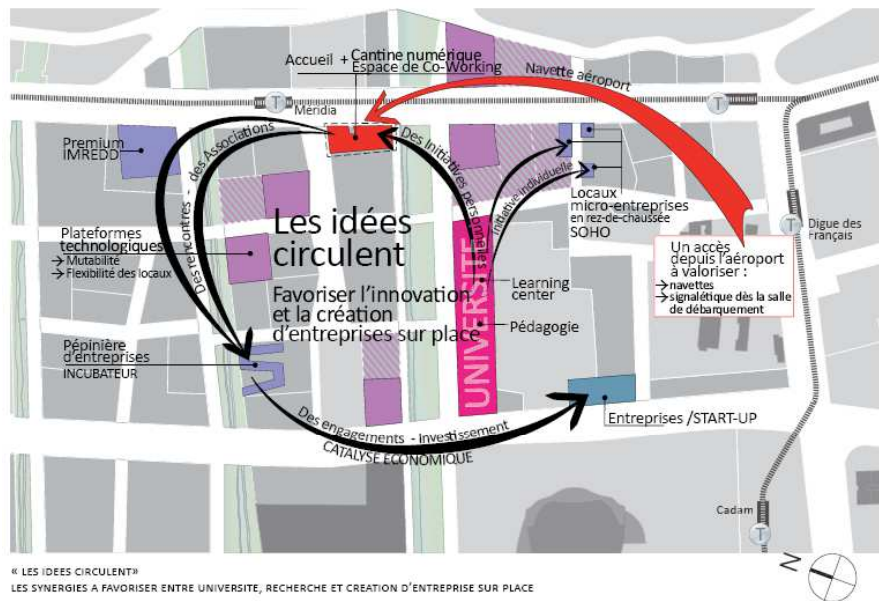 Accueil + Cantine numérique
Espace de Co-Working
Navette aéroport
T
Méridia
T
Premium
IMREDD
Des rencontres - des Associations
Des Initiatives personnelles
Initiative individuelle
Locaux
micro-entreprises
en rez-de-chaussée
SOHO
Les idées
circulent
Favoriser l'innovation
et la création
d'entreprises sur place
Plateformes
technologiques
→ Mutabilité
→ Flexibilité des locaux
T
Digue des
Français
Un accès
depuis l'aéroport
à valoriser :
→ navettes
→ signalétique dès la salle
de débarquement
UNIVERSITE
Learning
center
Pédagogie
Pépinière
d'entreprises
INCUBATEUR
Des engagements - Investissement
CATALYSE ECONOMIQUE
Entreprises /START-UP
Cadam
T
N
« LES IDEES CIRCULENT»
LES SYNERGIES A FAVORISER ENTRE UNIVERSITE, RECHERCHE ET CREATION D'ENTREPRISE SUR PLACE